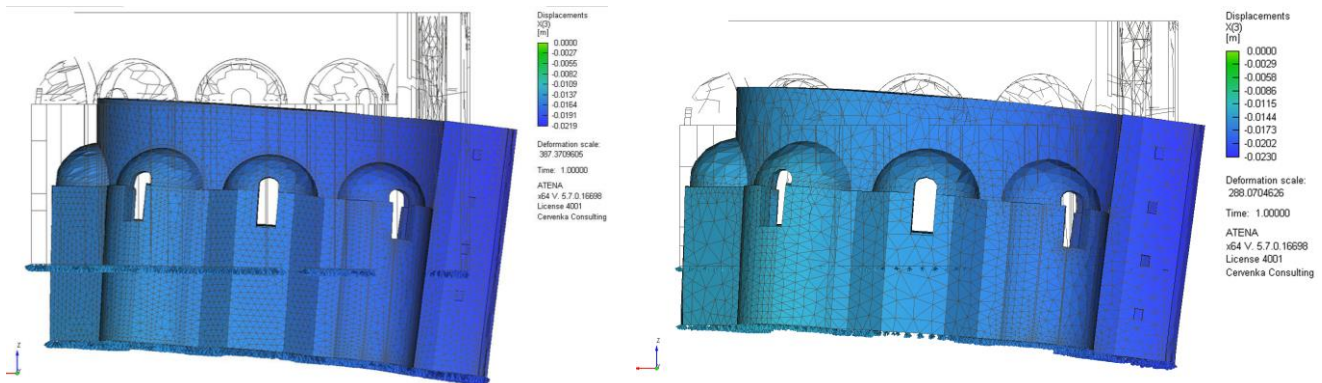 Displacements
X(3)
[m]
0.0000
-0.0027
-0.0055
-0.0082
-0.0109
-0.0137
-0.0164
-0.0191
-0.0219
Deformation scale:
387.3709605
Time: 1.00000
ATENA
x64 V. 5.7.0.16698
License 4001
Cervenka Consulting
z
Displacements
X(3)
[m]
0.0000
-0.0029
-0.0058
-0.0086
-0.0115
-0.0144
-0.0173
-0.0202
-0.0230
Deformation scale:
288.0704626
Time: 1.00000
ATENA
x64 V. 5.7.0.16698
License 4001
Cervenka Consulting
z